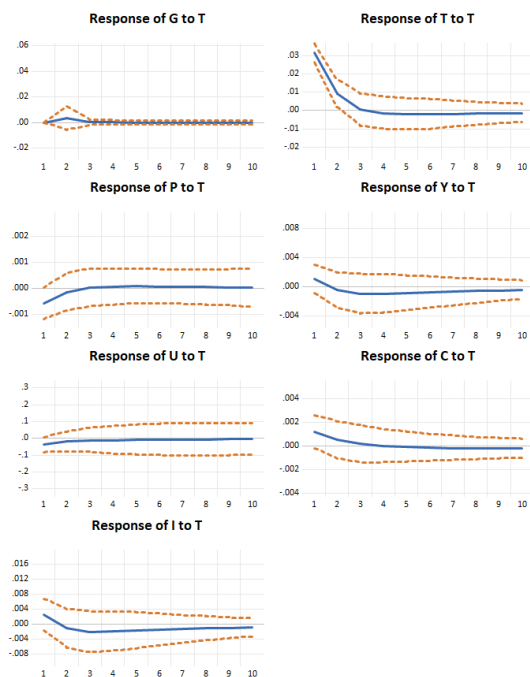 Response of G to T
.06
.04
.02
.00
-.02
1 2 3 4 5 6 7 8 9 10
Response of T to T
.03
.02
.01
.00
-.01
-.02
1 2 3 4 5 6 7 8 9 10
Response of P to T
.002
.001
.000
-.001
1 2 3 4 5 6 7 8 9 10
Response of Y to T
.008
.004
.000
-.004
1 2 3 4 5 6 7 8 9 10
Response of U to T
.3
.2
.1
.0
-.1
-.2
-.3
1 2 3 4 5 6 7 8 9 10
Response of C to T
.004
.002
.000
-.002
-.004
1 2 3 4 5 6 7 8 9 10
Response of I to T
.016
.012
.008
.004
.000
-.004
-.008
1 2 3 4 5 6 7 8 9 10